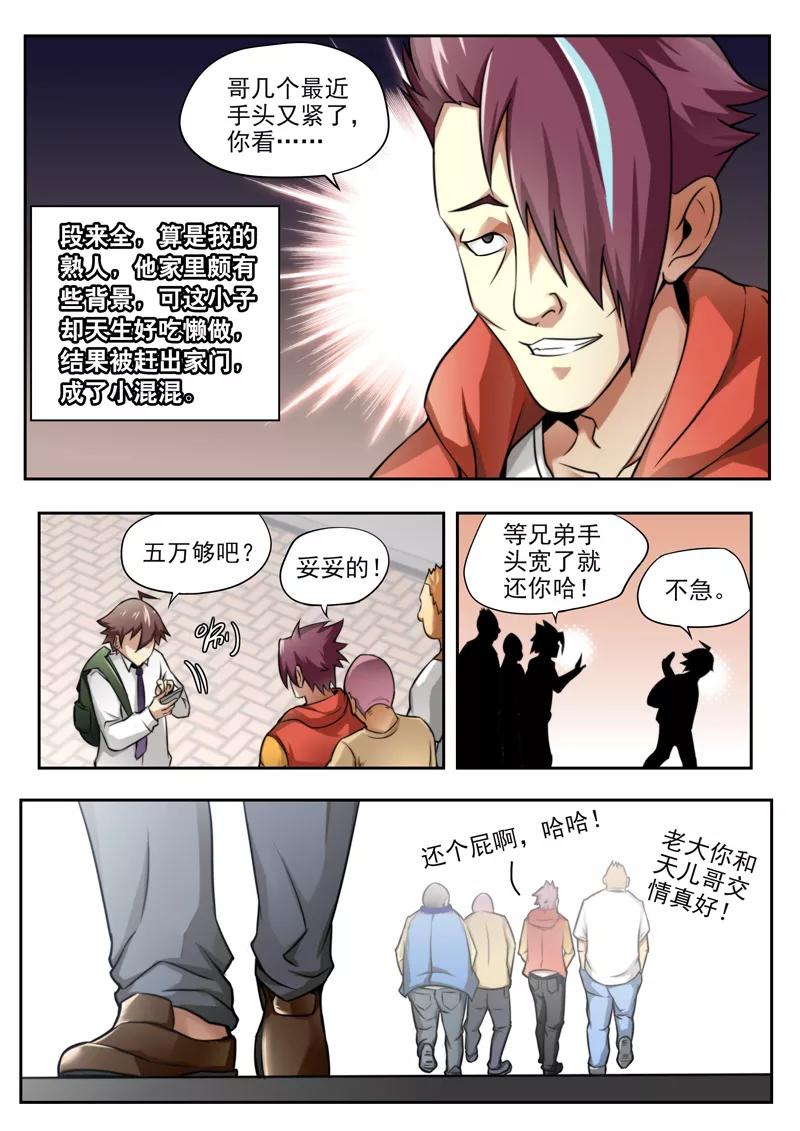 哥几个最近
手头又紧了，
你看……
段来全，算是我的
熟人，他家里颇有
些背景，可这小子
却天生好吃懒做，
结果被赶出家门，
成了小混混。
五万够吧？
妥妥的！
唰
等兄弟手
头宽了就
还你哈！
不急。
还个屁啊，哈哈！
老大你和
天儿哥交
情真好！